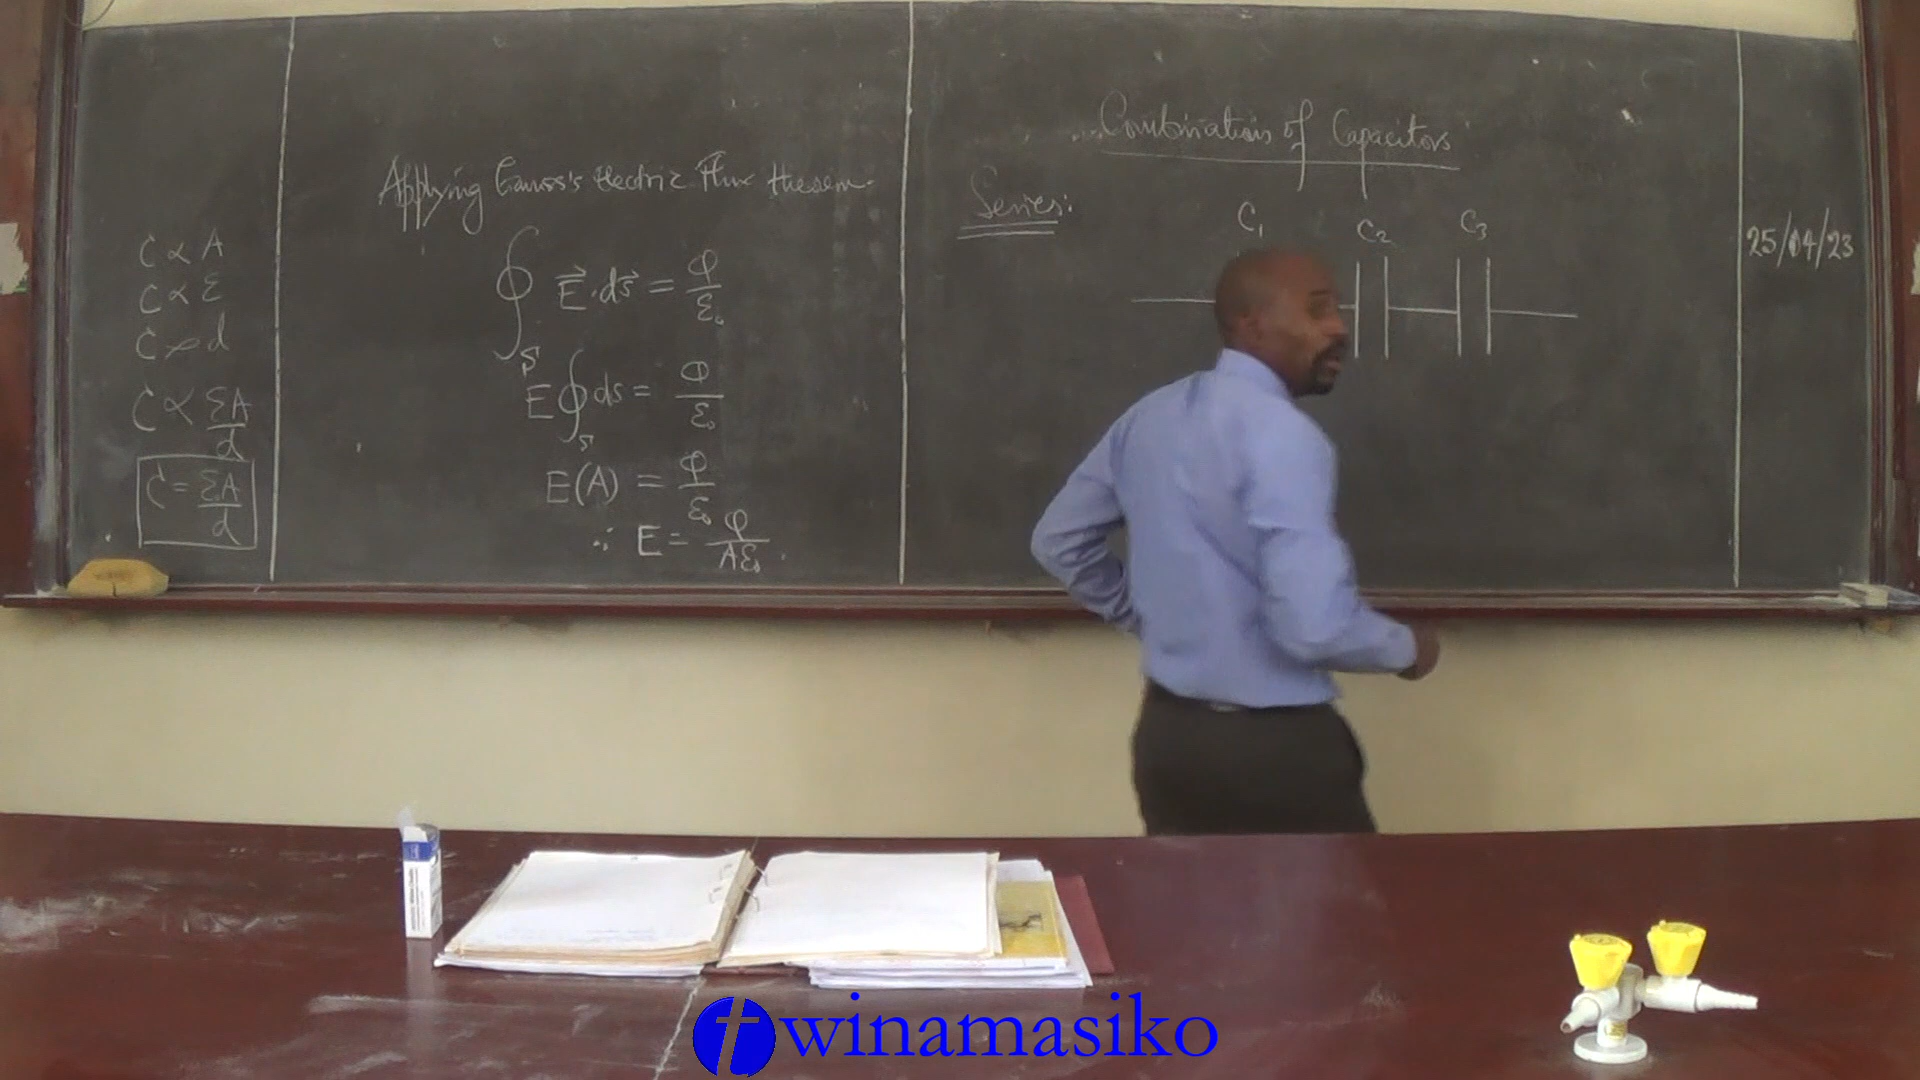 C ∝ A
C ∝ ε
C ∝ d
C ∝ εA/d
C = εA/d
Applying Gauss's Electric Flux theorem.
∮ₛ E⃗·ds⃗ = φ/ε₀
E∮ₛ ds = φ/ε₀
E(A) = φ/ε₀
∴ E = φ/Aε₀.
Combination of Capacitors
Series:
C₁ C₂ C₃
25/04/23
twinamasiko